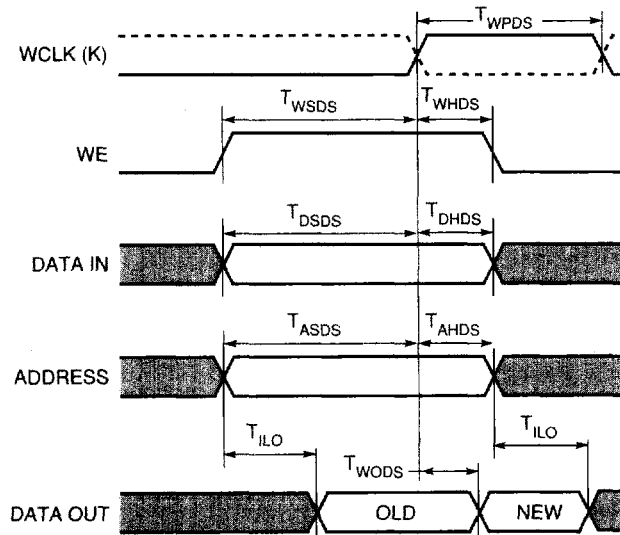 T_WPDS
WCLK (K)
T_WSDS T_WHDS
WE
T_DSDS T_DHDS
DATA IN
T_ASDS T_AHDS
ADDRESS
T_ILO T_ILO
T_WODS
DATA OUT OLD NEW